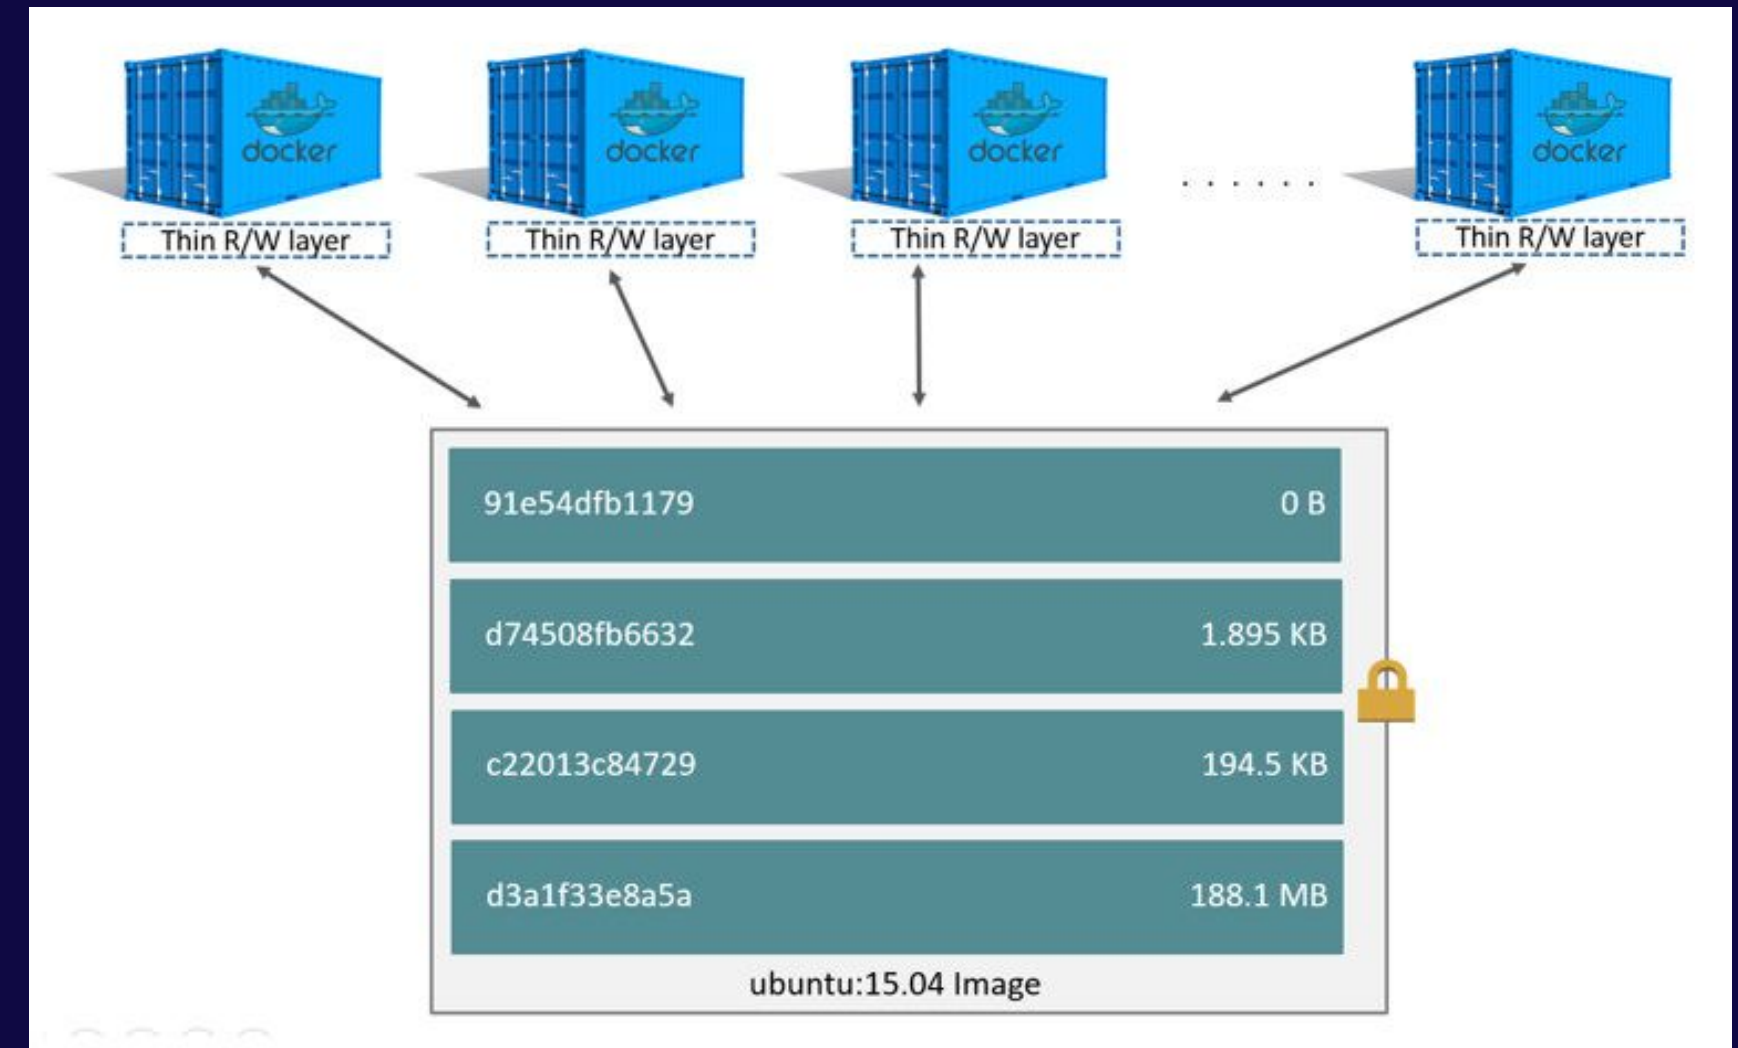 docker docker docker docker
Thin R/W layer Thin R/W layer Thin R/W layer . . . . . . Thin R/W layer
91e54dfb1179 0 B
d74508fb6632 1.895 KB
c22013c84729 194.5 KB
d3a1f33e8a5a 188.1 MB
ubuntu:15.04 Image